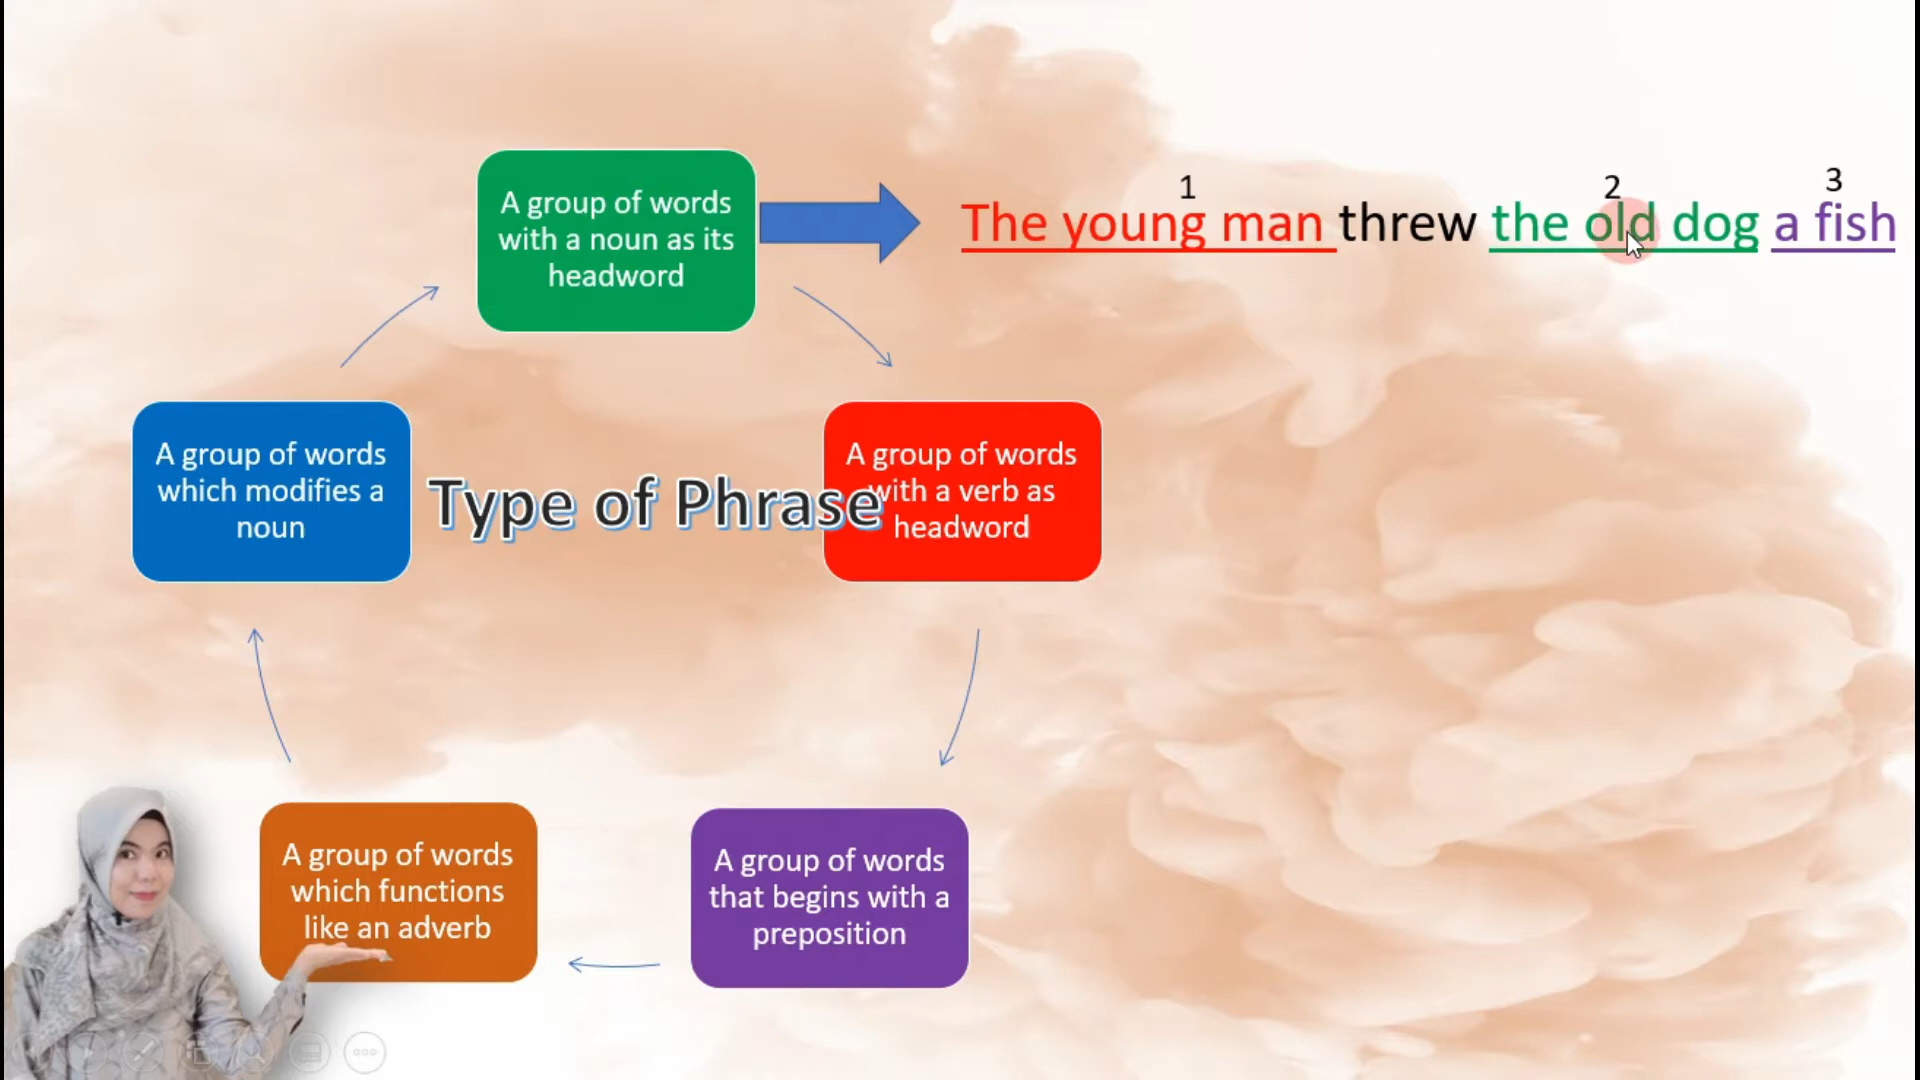 1
2
3
A group of words
with a noun as its
headword
The young man threw the old dog a fish
A group of words
which modifies a
noun
Type of Phrase
A group of words
with a verb as
headword
A group of words
which functions
like an adverb
A group of words
that begins with a
preposition